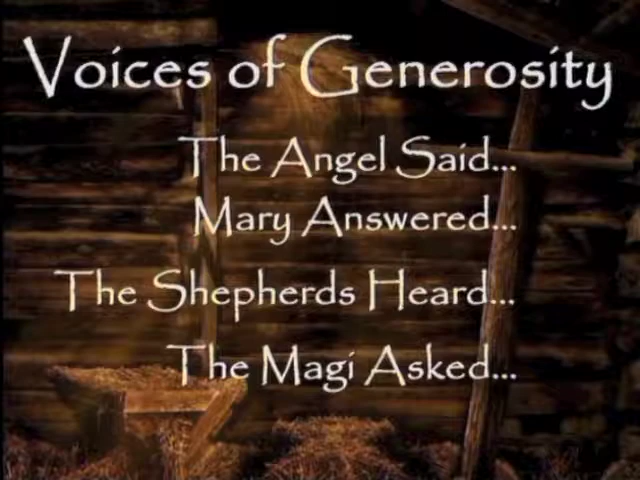 Voices of Generosity
The Angel Said...
Mary Answered...
The Shepherds Heard...
The Magi Asked...